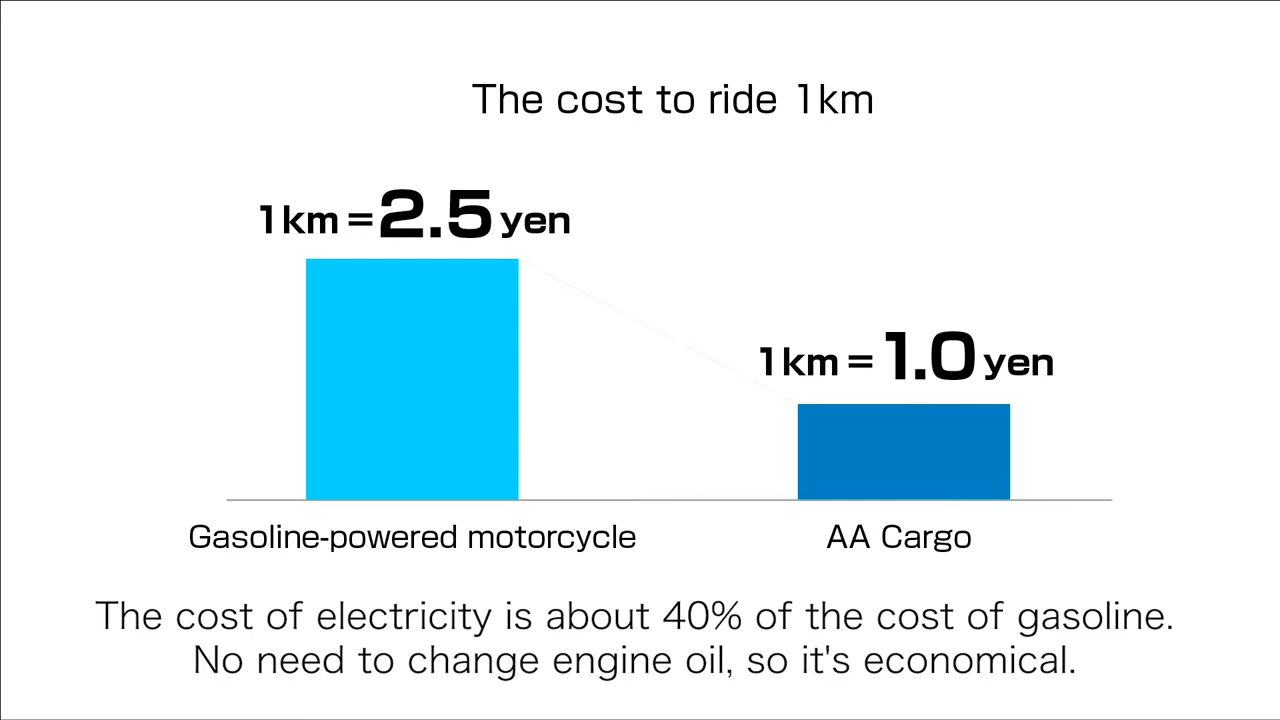 The cost to ride 1km
1km = 2.5 yen
1km = 1.0 yen
Gasoline-powered motorcycle
AA Cargo
The cost of electricity is about 40% of the cost of gasoline.
No need to change engine oil, so it's economical.